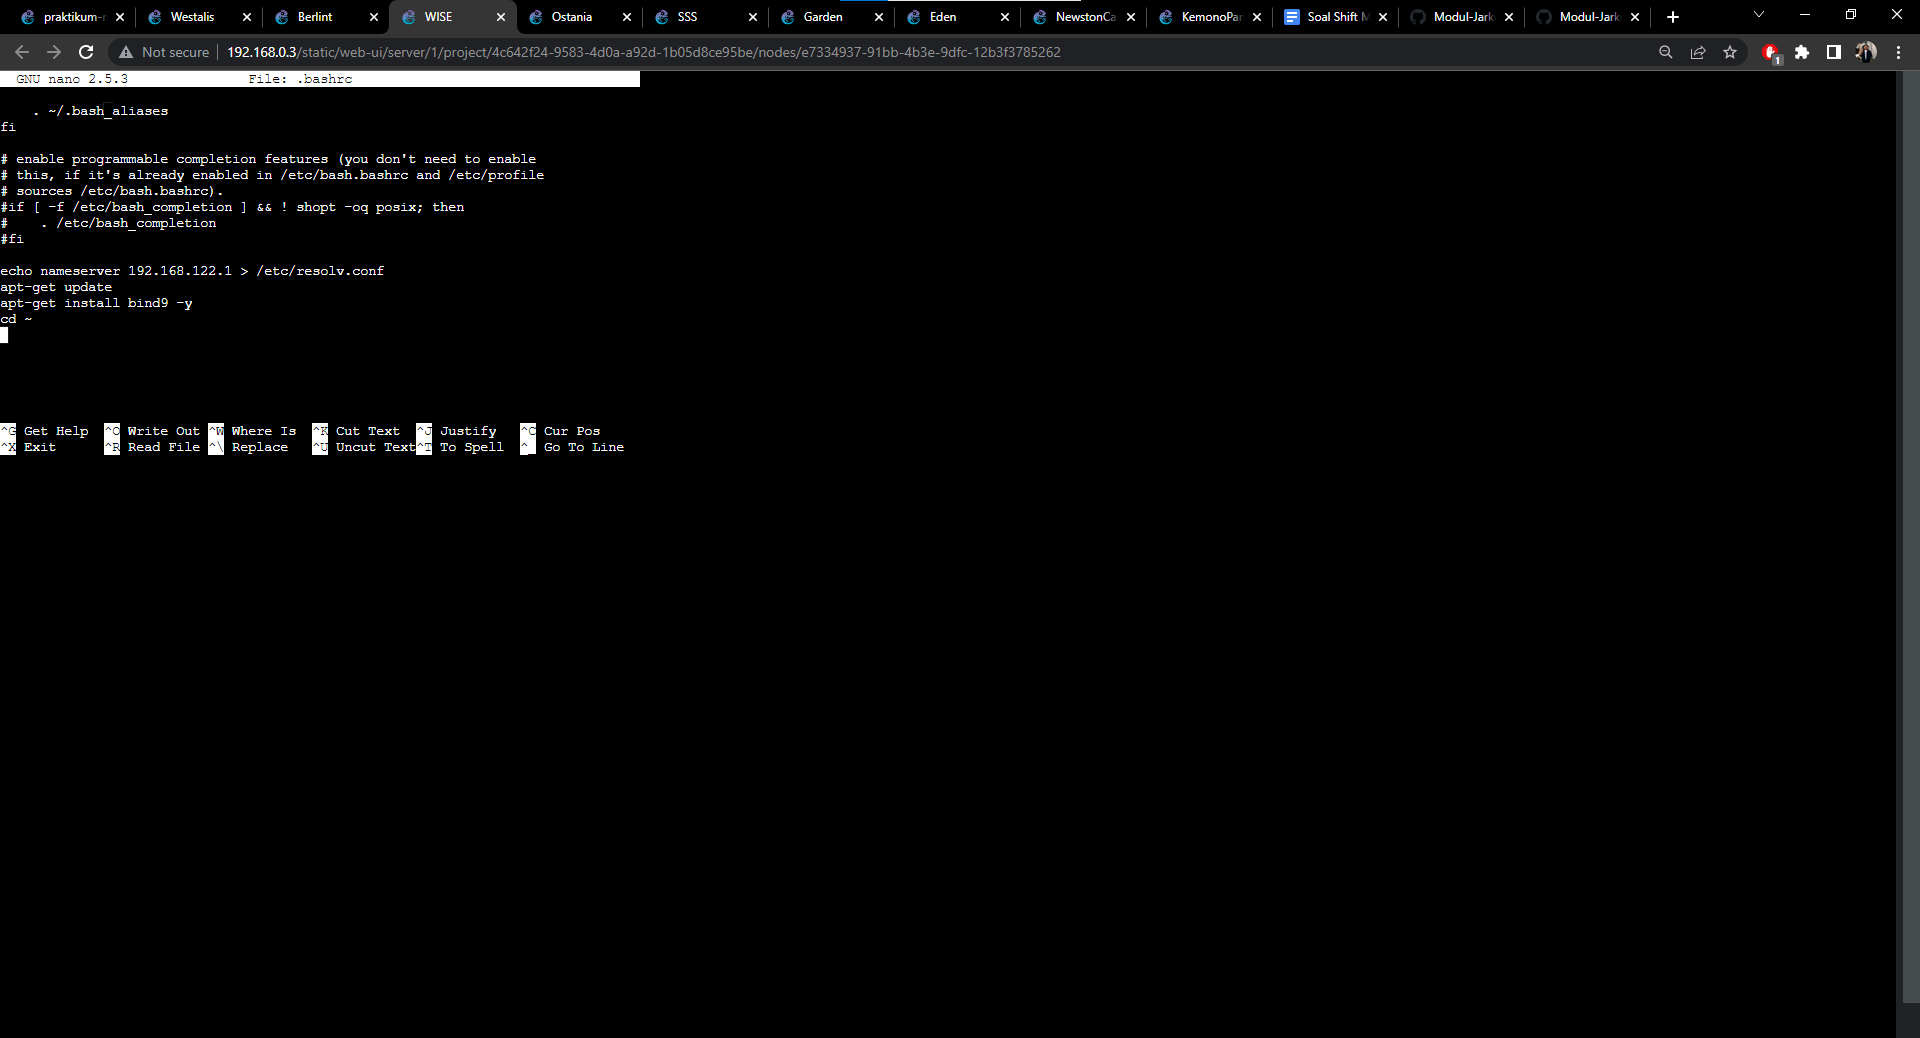 praktikum-r
Westalis
Berlint
WISE
Ostania
SSS
Garden
Eden
NewstonCa
KemonoPar
Soal Shift M
Modul-Jark
Modul-Jark
Not secure
192.168.0.3/static/web-ui/server/1/project/4c642f24-9583-4d0a-a92d-1b05d8ce95be/nodes/e7334937-91bb-4b3e-9dfc-12b3f3785262
1
GNU nano 2.5.3 File: .bashrc
. ~/.bash_aliases
fi
# enable programmable completion features (you don't need to enable
# this, if it's already enabled in /etc/bash.bashrc and /etc/profile
# sources /etc/bash.bashrc).
#if [ -f /etc/bash_completion ] && ! shopt -oq posix; then
# . /etc/bash_completion
#fi
echo nameserver 192.168.122.1 > /etc/resolv.conf
apt-get update
apt-get install bind9 -y
cd ~
^G Get Help ^O Write Out ^W Where Is ^K Cut Text ^J Justify ^C Cur Pos
^X Exit ^R Read File ^\ Replace ^U Uncut Text ^T To Spell ^_ Go To Line